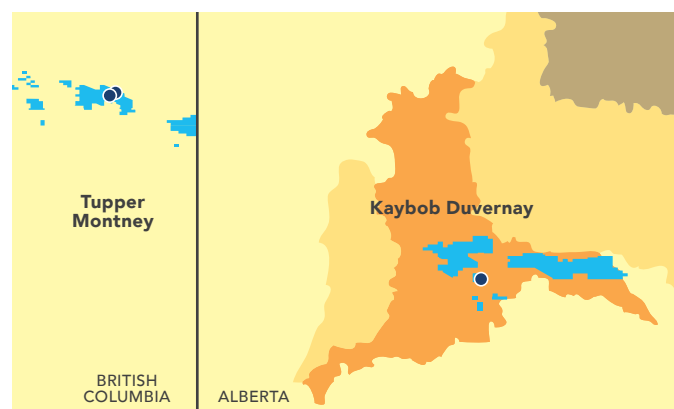 Tupper
Montney
Kaybob Duvernay
BRITISH
COLUMBIA
ALBERTA